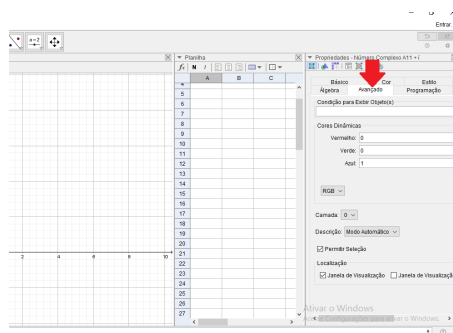 Entrar.
a=2
Planilha
Propriedades - Número Complexo A11 + i
fx N I
A B C
Básico Cor Estilo
Álgebra Avançado Programação
Condição para Exibir Objeto(s)
5
6
7
8
9
10
11
12
13
14
15
16
17
18
19
20
21
22
23
24
25
26
27
Cores Dinâmicas
Vermelho: 0
Verde: 0
Azul: 1
RGB
Camada: 0
Descrição: Modo Automático
Permitir Seleção
Localização
Janela de Visualização Janela de Visualizaçã
2 4 6 8 10
Ativar o Windows